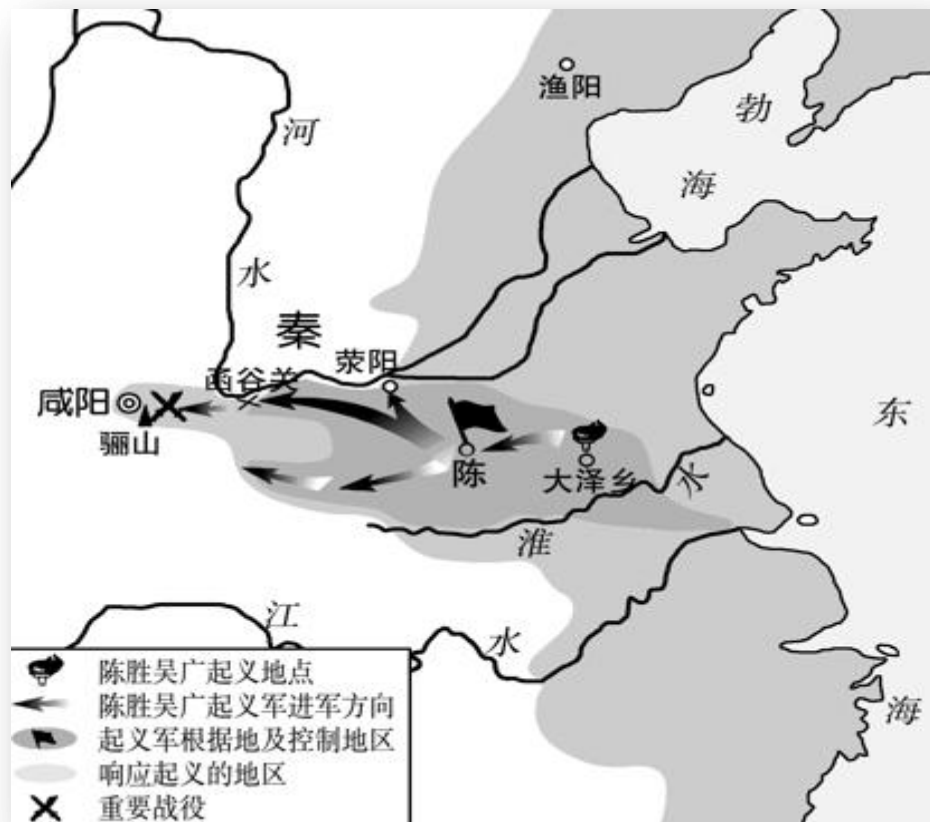 渔阳
勃
海
河
水
秦
荥阳
函谷关
咸阳
骊山
陈
大泽乡
东
海
淮
水
江
水
陈胜吴广起义地点
陈胜吴广起义军进军方向
起义军根据地及控制地区
响应起义的地区
重要战役